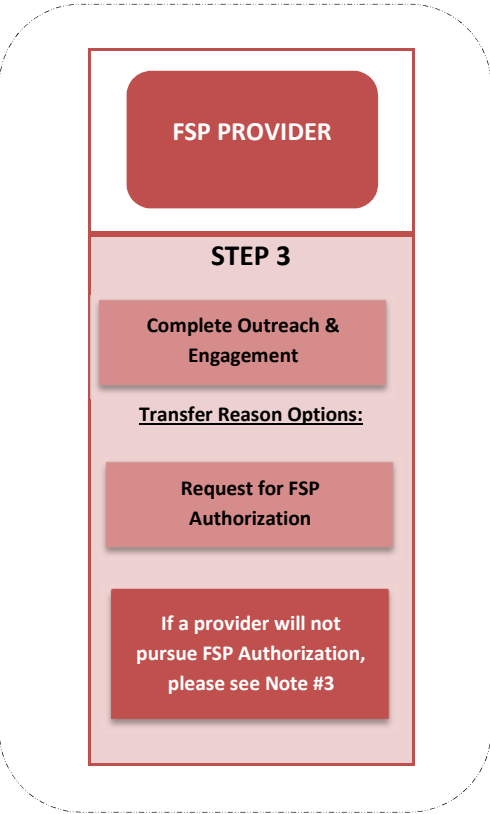 FSP PROVIDER
STEP 3
Complete Outreach &
Engagement
Transfer Reason Options:
Request for FSP
Authorization
If a provider will not
pursue FSP Authorization,
please see Note #3